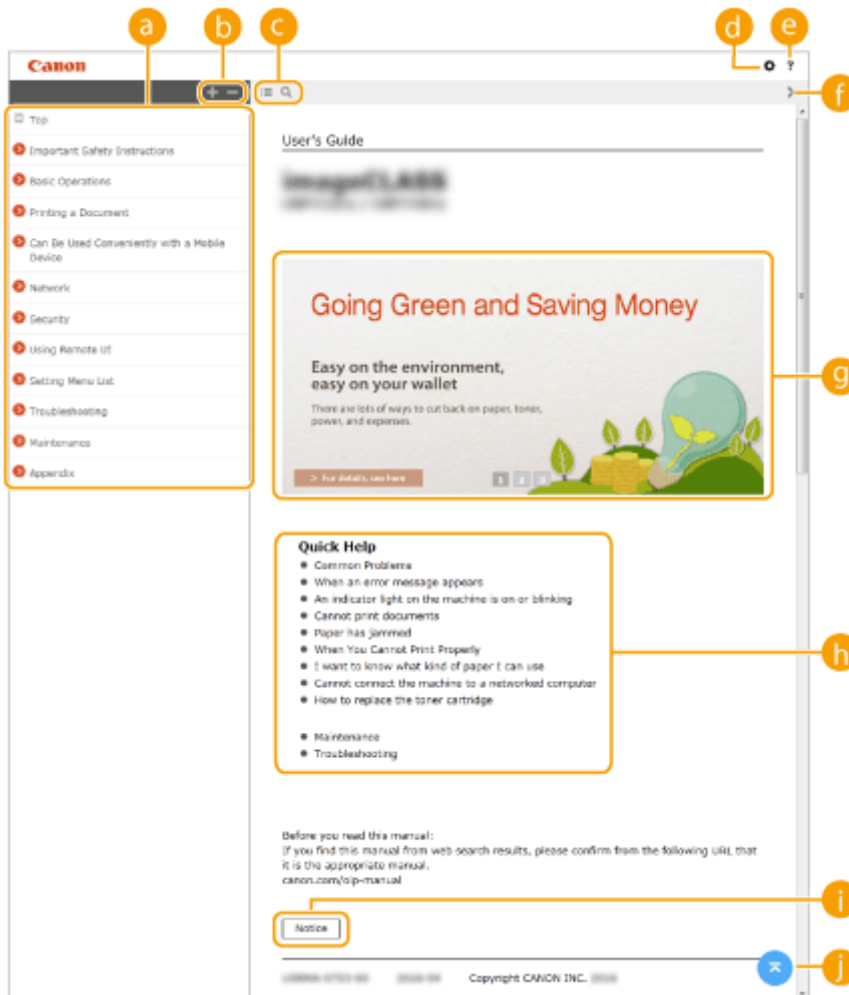 a
b
c
d
e
Canon
?
+ −
f
Top
Important Safety Instructions
Basic Operations
Printing a Document
Can Be Used Conveniently with a Mobile
Device
Network
Security
Using Remote UI
Setting Menu List
Troubleshooting
Maintenance
Appendix
User's Guide
imageCLASS
Going Green and Saving Money
Easy on the environment,
easy on your wallet
There are lots of ways to cut back on paper, toner,
power, and expenses.
> For details, see here
1 2 3
g
Quick Help
Common Problems
When an error message appears
An indicator light on the machine is on or blinking
Cannot print documents
Paper has jammed
When You Cannot Print Properly
I want to know what kind of paper I can use
Cannot connect the machine to a networked computer
How to replace the toner cartridge
Maintenance
Troubleshooting
h
Before you read this manual:
If you find this manual from web search results, please confirm from the following URL that
it is the appropriate manual.
canon.com/oip-manual
Notice
i
Copyright CANON INC.
j